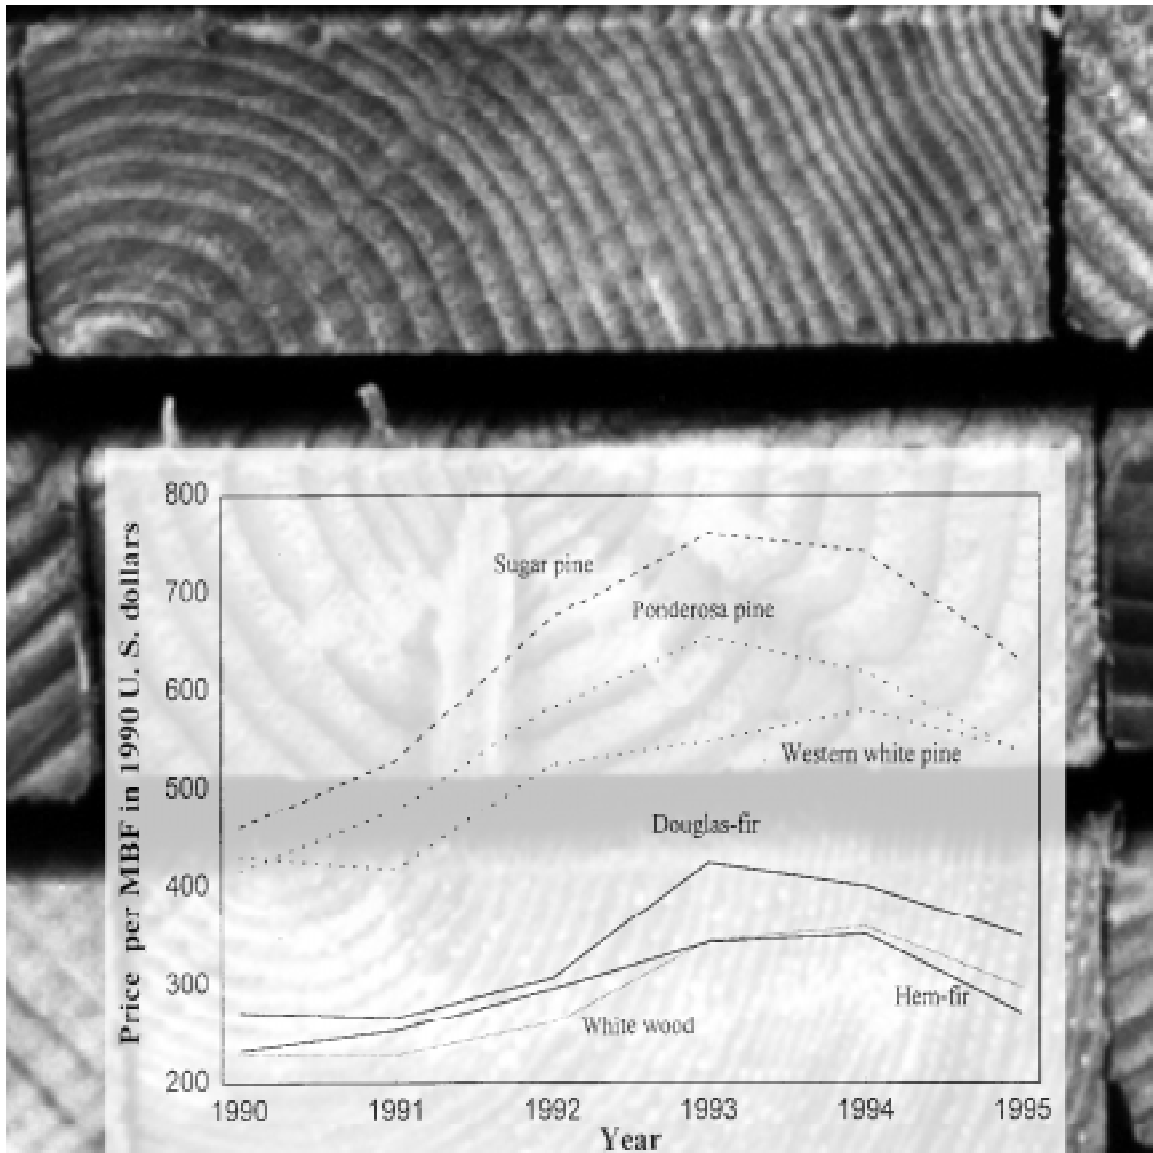 Price per MBF in 1990 U. S. dollars
800
700
600
500
400
300
200
Sugar pine
Ponderosa pine
Western white pine
Douglas-fir
Hem-fir
White wood
1990 1991 1992 1993 1994 1995
Year